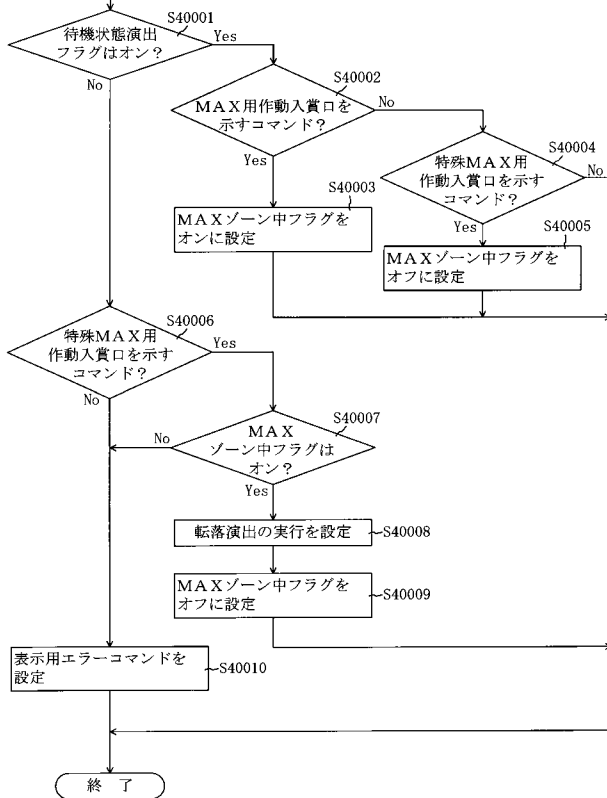 S40001
待機状態演出
フラグはオン？
Yes
No
S40002
ＭＡＸ用作動入賞口を
示すコマンド？
No
Yes
S40004
特殊ＭＡＸ用
作動入賞口を示す
コマンド？
No
Yes
S40003
ＭＡＸゾーン中フラグを
オンに設定
S40005
ＭＡＸゾーン中フラグを
オフに設定
S40006
特殊ＭＡＸ用
作動入賞口を示す
コマンド？
Yes
No
S40007
ＭＡＸ
ゾーン中フラグは
オン？
No
Yes
転落演出の実行を設定
S40008
ＭＡＸゾーン中フラグを
オフに設定
S40009
表示用エラーコマンドを
設定
S40010
終 了